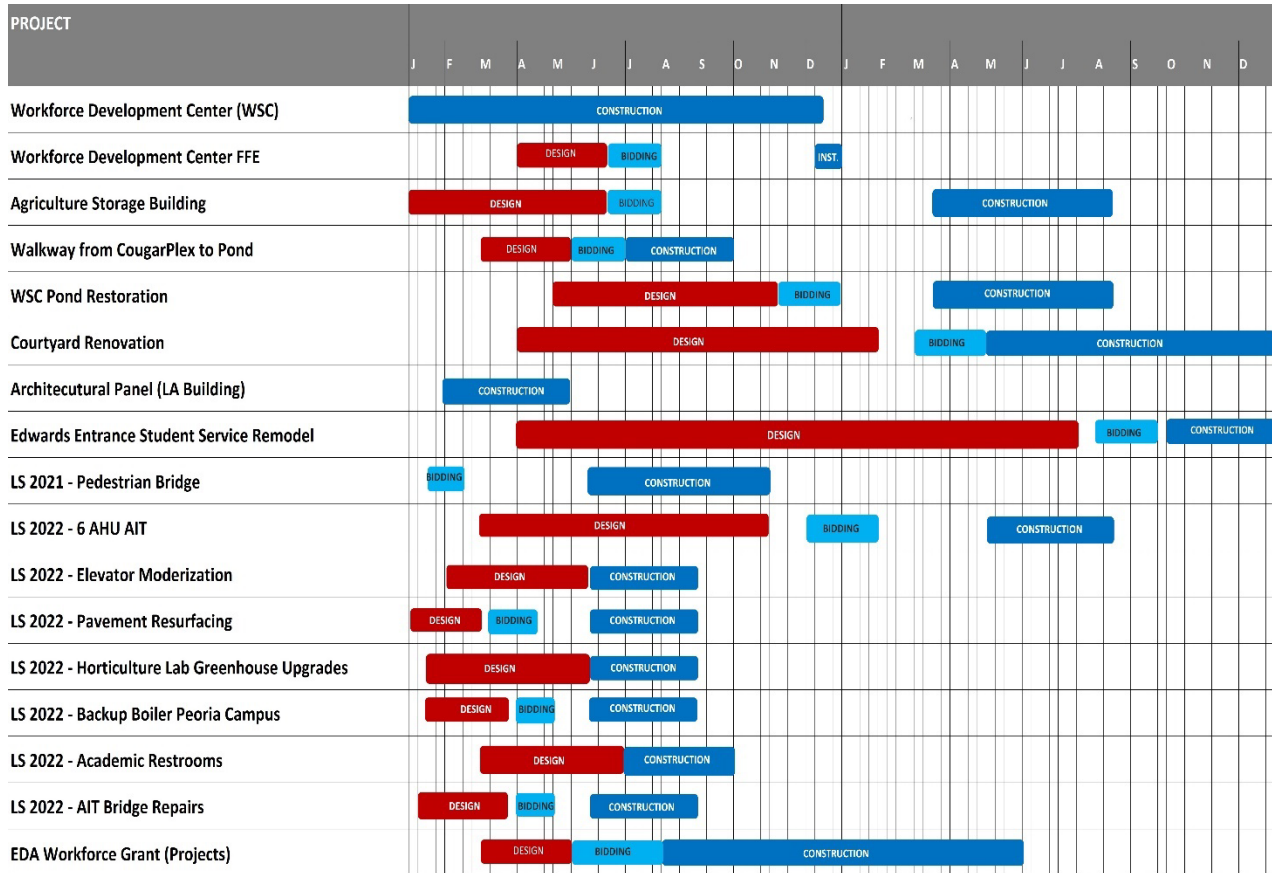 PROJECT
J F M A M J J A S O N D J F M A M J J A S O N D
Workforce Development Center (WSC) CONSTRUCTION
Workforce Development Center FFE DESIGN BIDDING INST.
Agriculture Storage Building DESIGN BIDDING CONSTRUCTION
Walkway from CougarPlex to Pond DESIGN BIDDING CONSTRUCTION
WSC Pond Restoration DESIGN BIDDING CONSTRUCTION
Courtyard Renovation DESIGN BIDDING CONSTRUCTION
Architecutural Panel (LA Building) CONSTRUCTION
Edwards Entrance Student Service Remodel DESIGN BIDDING CONSTRUCTION
LS 2021 - Pedestrian Bridge BIDDING CONSTRUCTION
LS 2022 - 6 AHU AIT DESIGN BIDDING CONSTRUCTION
LS 2022 - Elevator Moderization DESIGN CONSTRUCTION
LS 2022 - Pavement Resurfacing DESIGN BIDDING CONSTRUCTION
LS 2022 - Horticulture Lab Greenhouse Upgrades DESIGN CONSTRUCTION
LS 2022 - Backup Boiler Peoria Campus DESIGN BIDDING CONSTRUCTION
LS 2022 - Academic Restrooms DESIGN CONSTRUCTION
LS 2022 - AIT Bridge Repairs DESIGN BIDDING CONSTRUCTION
EDA Workforce Grant (Projects) DESIGN BIDDING CONSTRUCTION